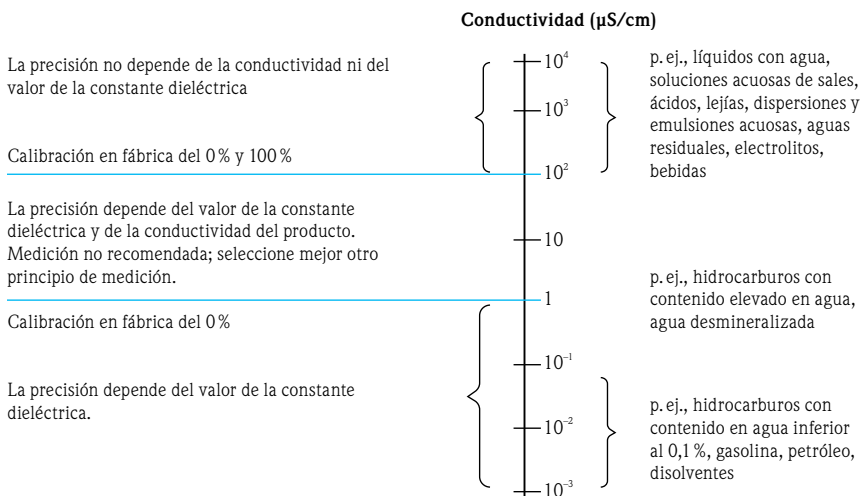 Conductividad (µS/cm)
La precisión no depende de la conductividad ni del
valor de la constante dieléctrica
Calibración en fábrica del 0 % y 100 %
La precisión depende del valor de la constante
dieléctrica y de la conductividad del producto.
Medición no recomendada; seleccione mejor otro
principio de medición.
Calibración en fábrica del 0 %
La precisión depende del valor de la constante
dieléctrica.
10⁴
10³
10²
10
1
10⁻¹
10⁻²
10⁻³
p. ej., líquidos con agua,
soluciones acuosas de sales,
ácidos, lejías, dispersiones y
emulsiones acuosas, aguas
residuales, electrolitos,
bebidas
p. ej., hidrocarburos con
contenido elevado en agua,
agua desmineralizada
p. ej., hidrocarburos con
contenido en agua inferior
al 0,1 %, gasolina, petróleo,
disolventes